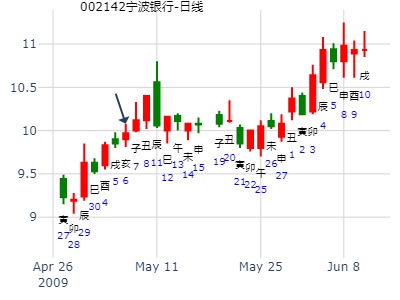 002142宁波银行-日线
11
10.5
10
9.5
9
寅
27
卯
28
辰
29
巳
30
酉
4
戌
5
亥
6
子
7
丑
8
辰
11
巳
12
午
13
未
14
申
15
子
19
丑
20
寅
21
卯
22
午
25
未
26
申
27
丑
1
寅
2
卯
3
辰
4
巳
5
申
8
酉
9
戌
10
Apr 26
2009
May 11
May 25
Jun 8